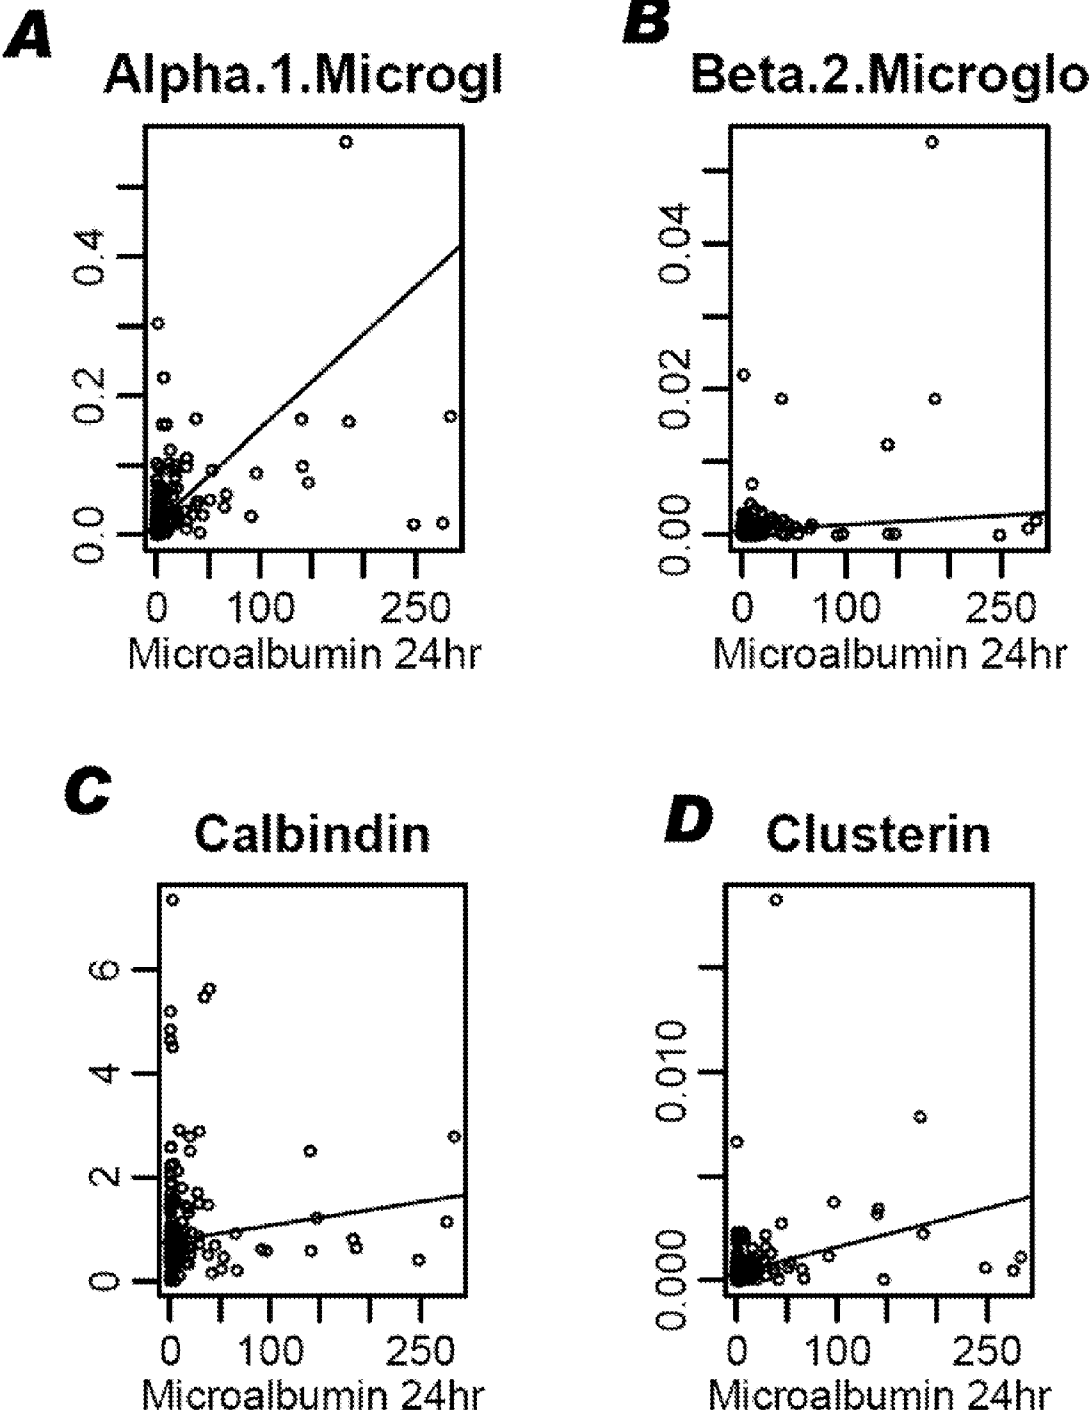 A
Alpha.1.Microgl
0.4
0.2
0.0
0 100 250
Microalbumin 24hr
B
Beta.2.Microglo
0.04
0.02
0.00
0 100 250
Microalbumin 24hr
C
Calbindin
6
4
2
0
0 100 250
Microalbumin 24hr
D
Clusterin
0.010
0.000
0 100 250
Microalbumin 24hr